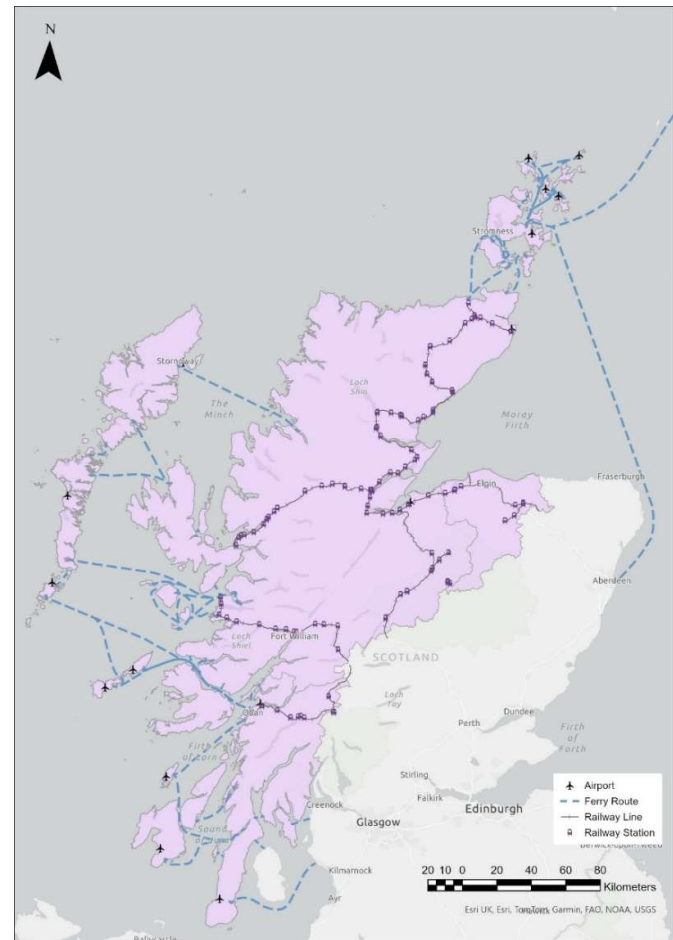 N
Stromness
Stornoway
The
Minch
Loch
Shin
Moray
Firth
Elgin
Fraserburgh
Aberdeen
Loch
Shiel
Fort William
SCOTLAND
Loch
Tay
Oban
Dundee
Perth
Firth
of
Forth
Firth
of Lorn
Stirling
Falkirk
Edinburgh
Greenock
Glasgow
Sound
Kilmarnock
Ayr
Airport
Ferry Route
Railway Line
Railway Station
20 10 0 20 40 60 80
Kilometers
Esri UK, Esri, TomTom, Garmin, FAO, NOAA, USGS